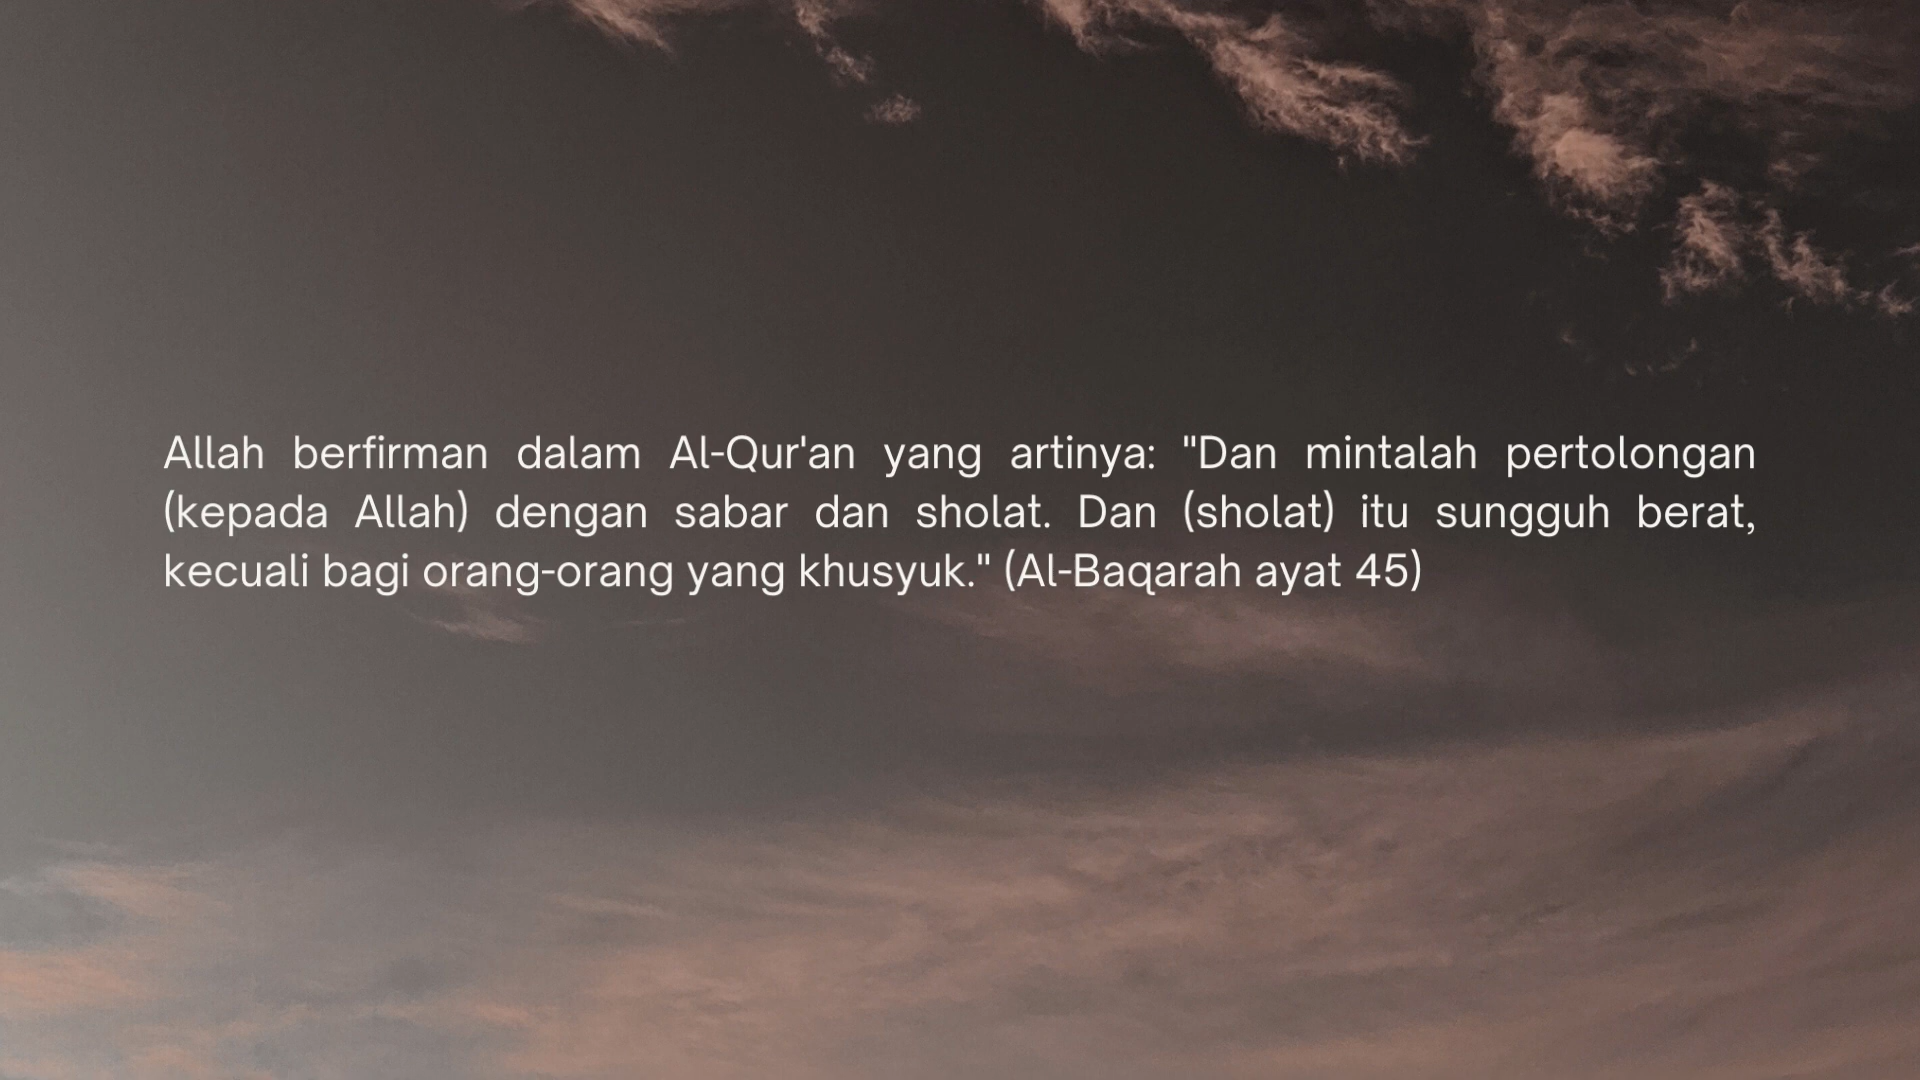 Allah berfirman dalam Al-Qur'an yang artinya: "Dan mintalah pertolongan
(kepada Allah) dengan sabar dan sholat. Dan (sholat) itu sungguh berat,
kecuali bagi orang-orang yang khusyuk." (Al-Baqarah ayat 45)